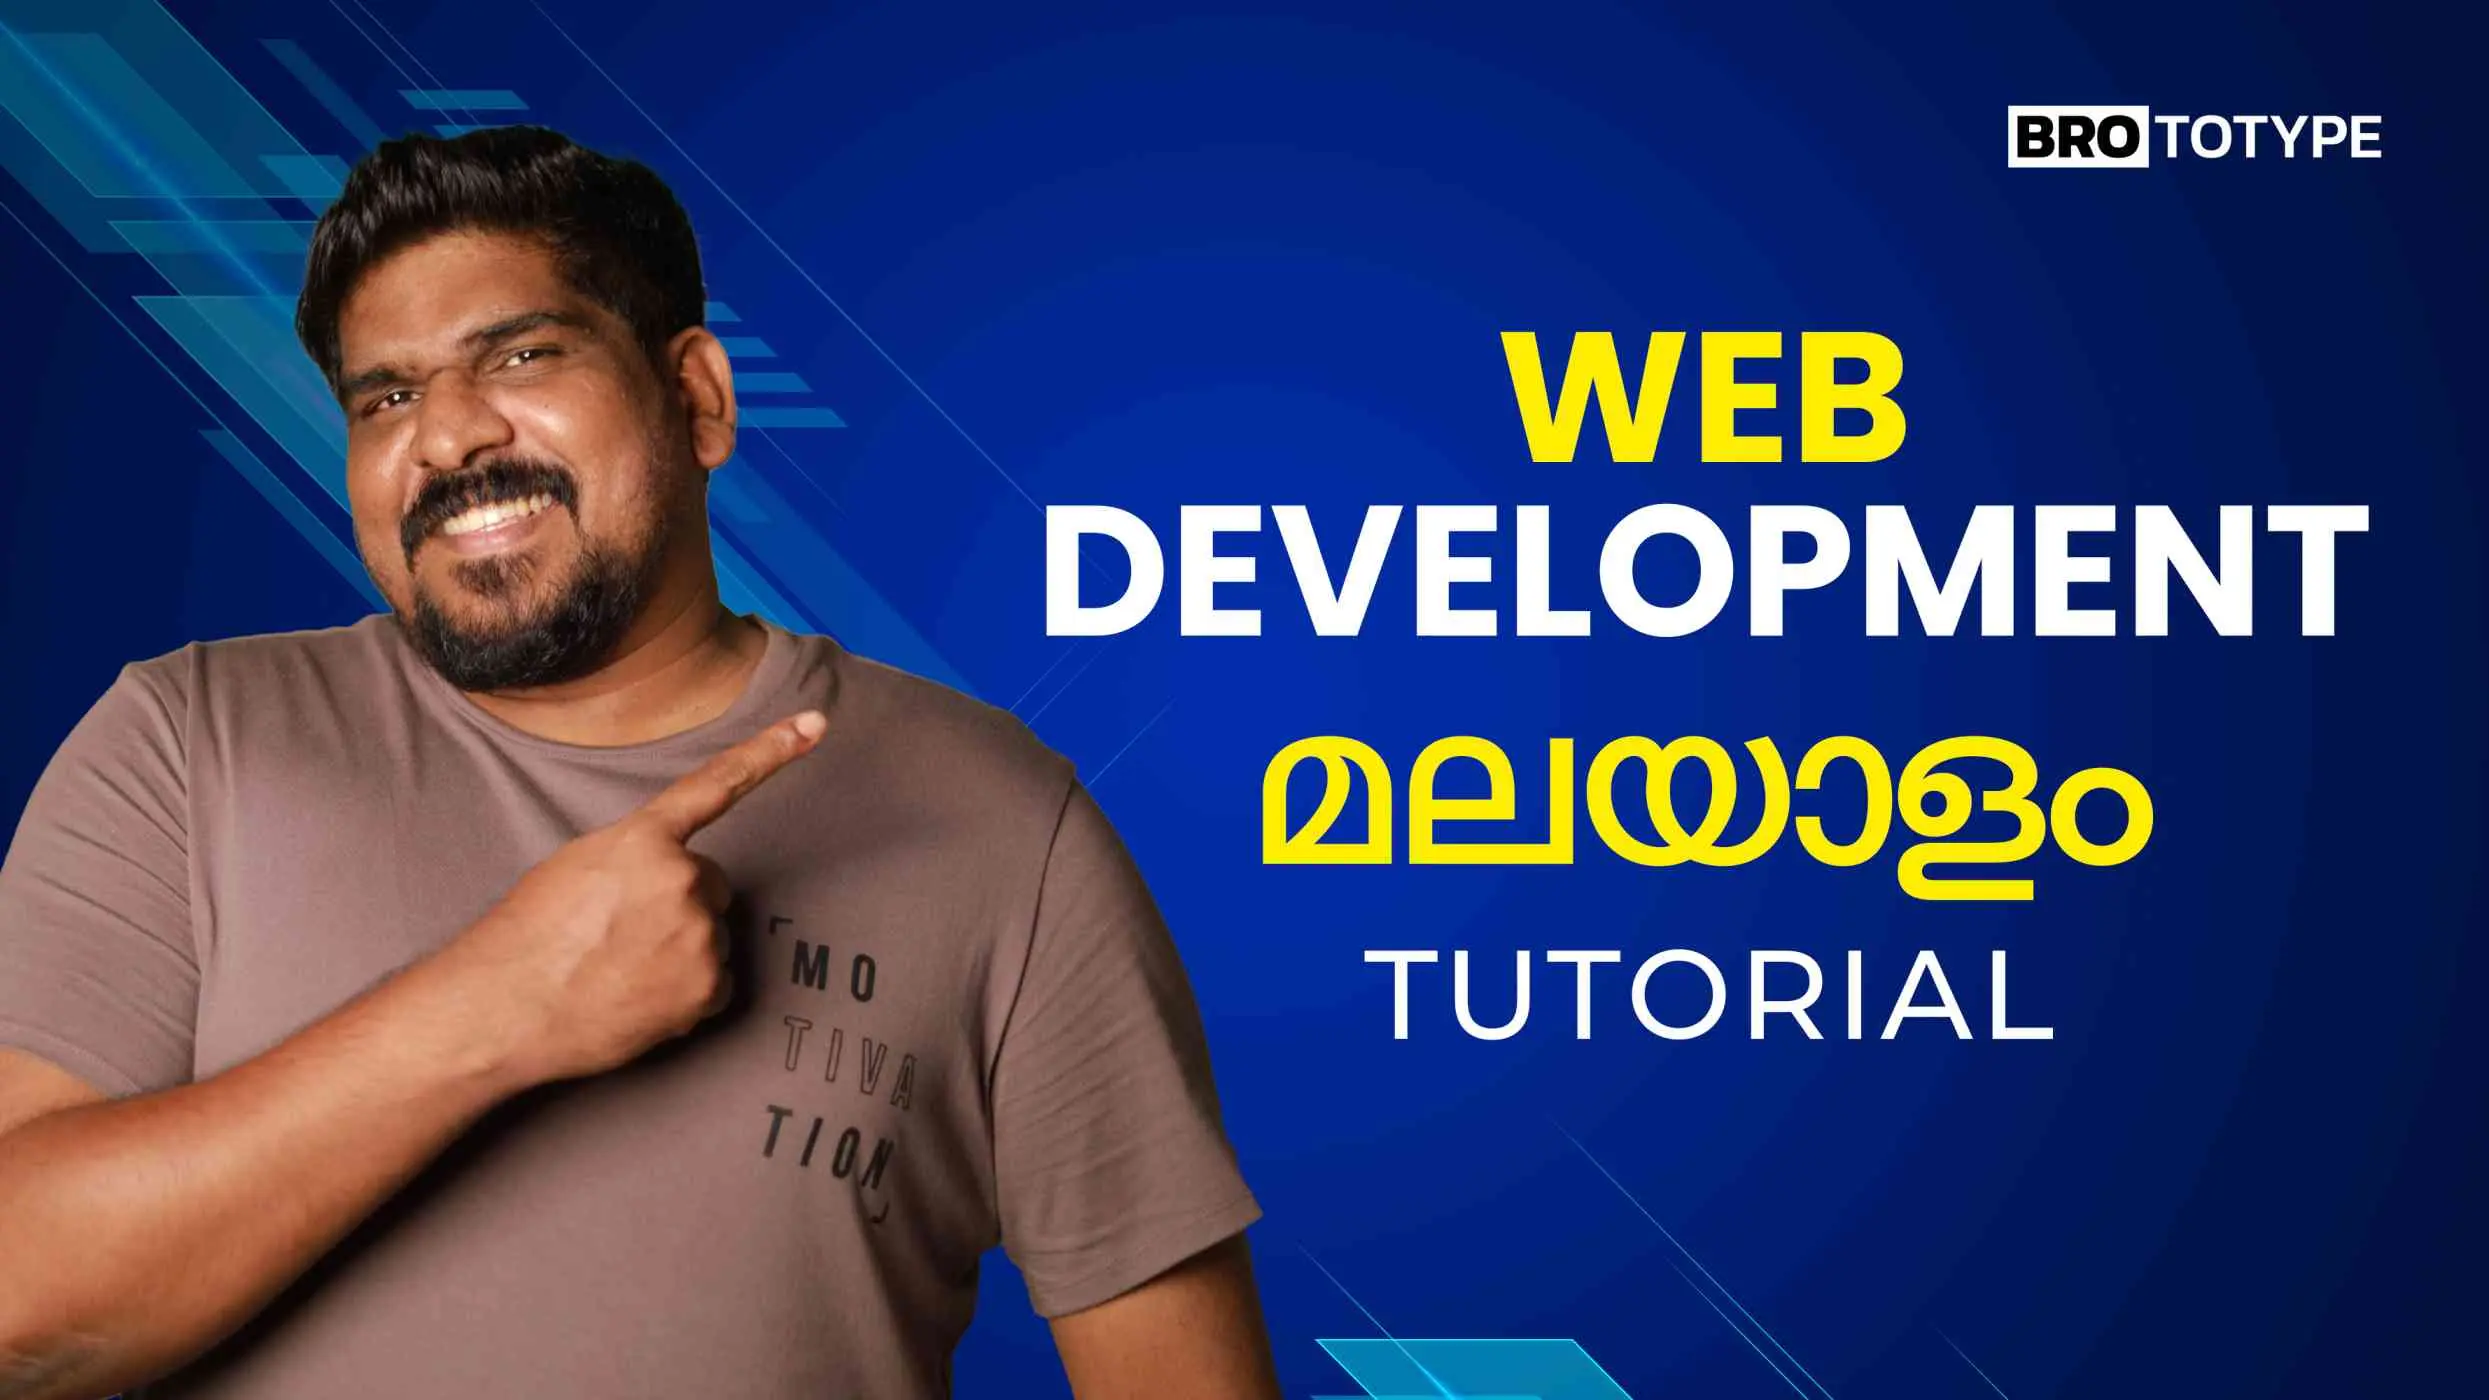 BROTOTYPE
WEB
DEVELOPMENT
മലയാളം
TUTORIAL
MO
TIVA
TION